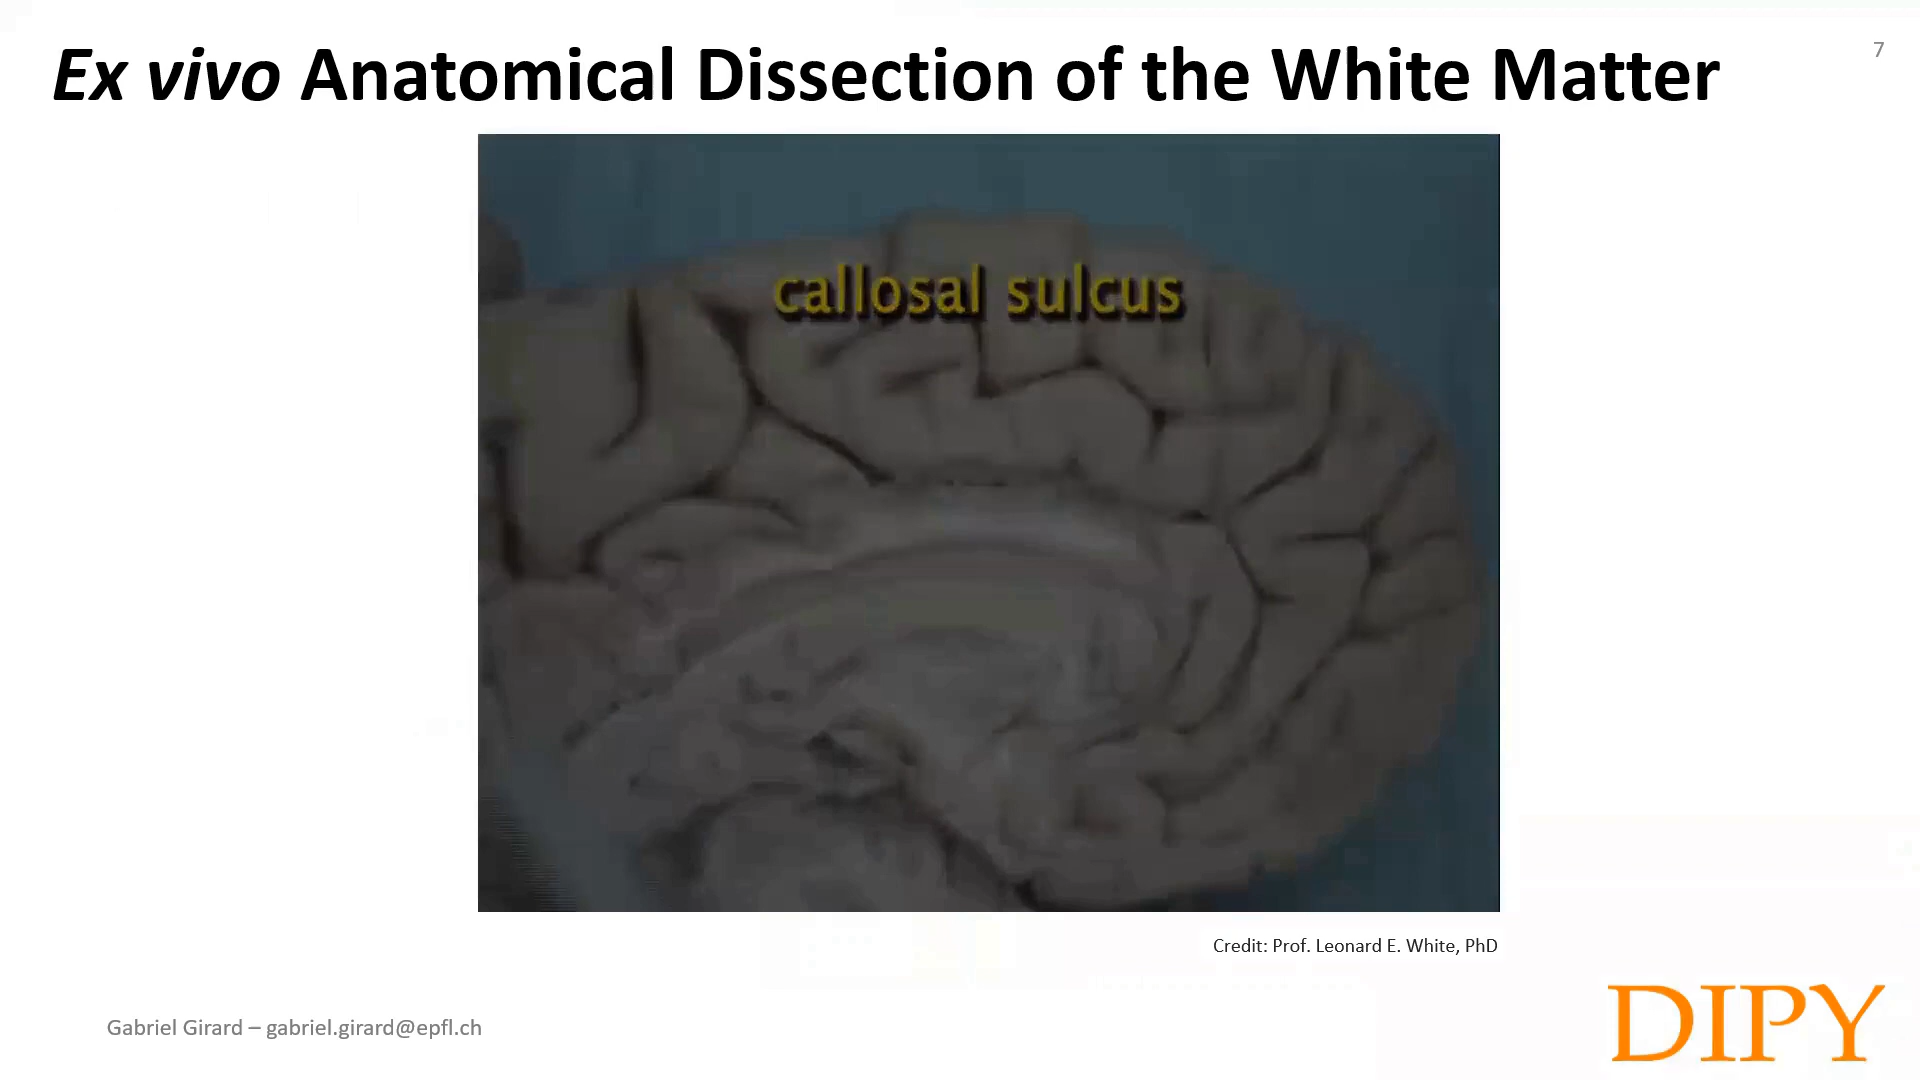 Ex vivo Anatomical Dissection of the White Matter
7
callosal sulcus
Credit: Prof. Leonard E. White, PhD
Gabriel Girard – gabriel.girard@epfl.ch
DIPY